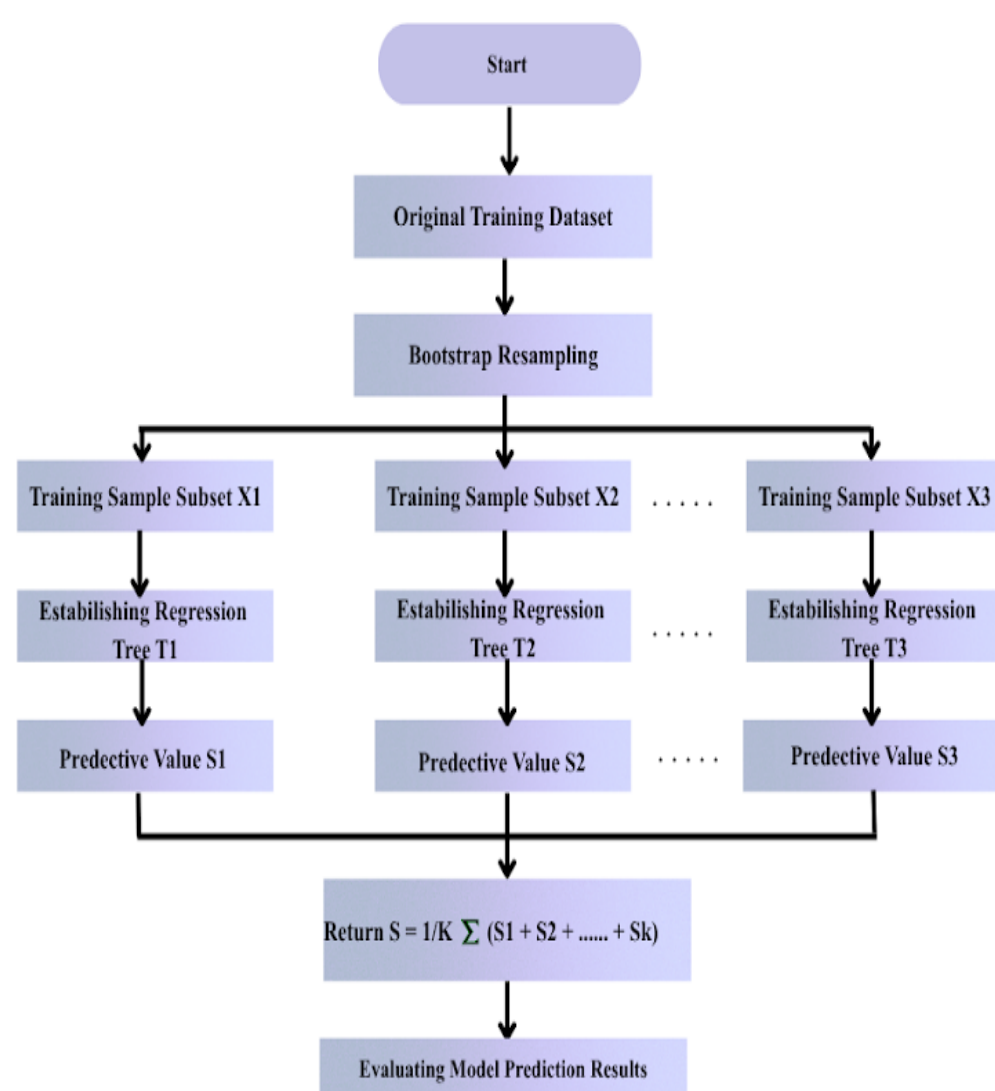 Start
Original Training Dataset
Bootstrap Resampling
Training Sample Subset X1
Training Sample Subset X2
. . . . .
Training Sample Subset X3
Estabilishing Regression
Tree T1
Estabilishing Regression
Tree T2
. . . . .
Estabilishing Regression
Tree T3
Predective Value S1
Predective Value S2
. . . . .
Predective Value S3
Return S = 1/K Σ (S1 + S2 + ...... + Sk)
Evaluating Model Prediction Results